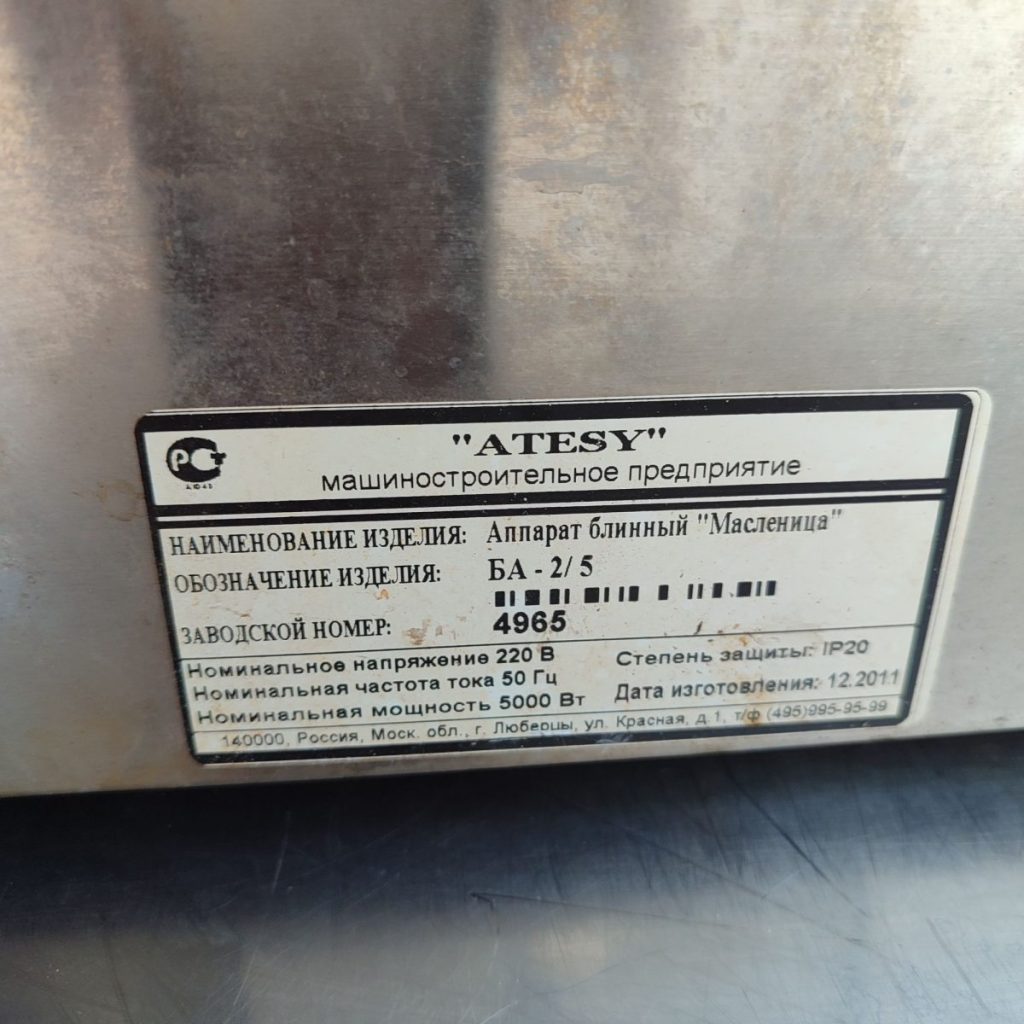 РСТ
"ATESY"
машиностроительное предприятие
НАИМЕНОВАНИЕ ИЗДЕЛИЯ: Аппарат блинный "Масленица"
ОБОЗНАЧЕНИЕ ИЗДЕЛИЯ: БА - 2/ 5
ЗАВОДСКОЙ НОМЕР: 4965
Номинальное напряжение 220 В Степень защиты: IP20
Номинальная частота тока 50 Гц
Номинальная мощность 5000 Вт Дата изготовления: 12.2011
140000, Россия, Моск. обл., г. Люберцы, ул. Красная, д.1, т/ф (495)995-95-99